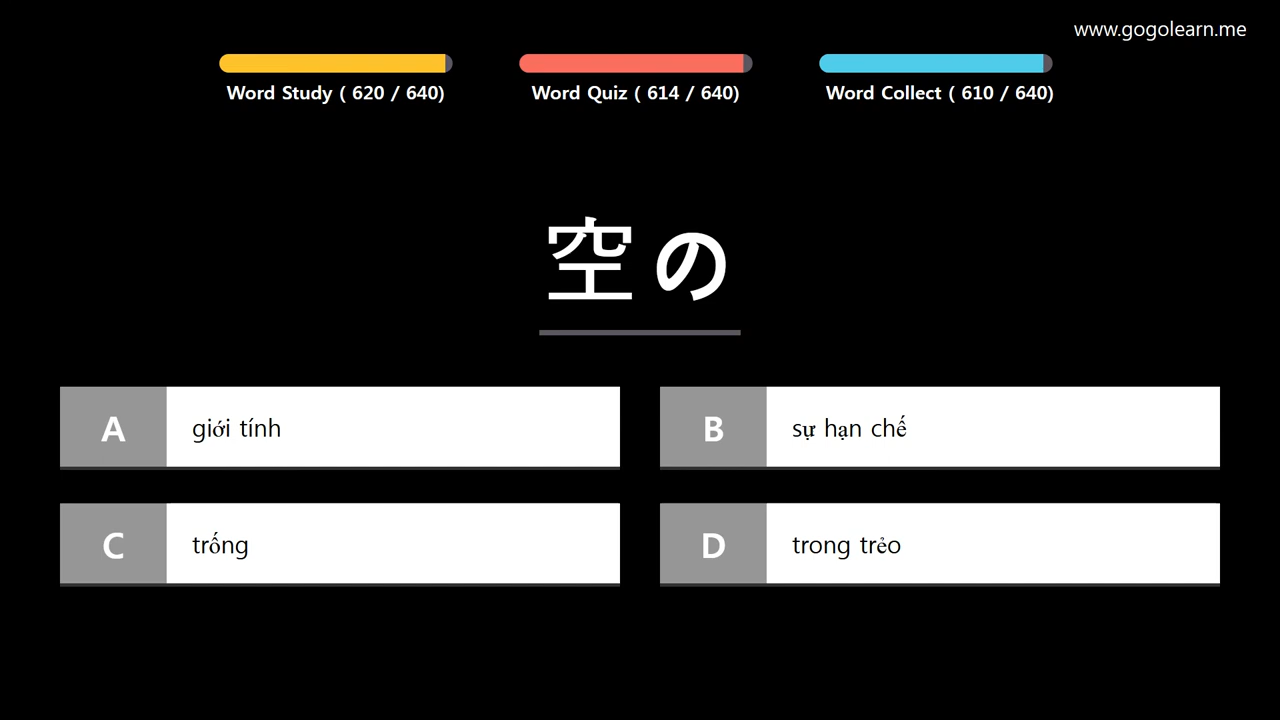 www.gogolearn.me
Word Study ( 620 / 640)
Word Quiz ( 614 / 640)
Word Collect ( 610 / 640)
空の
A giới tính
B sự hạn chế
C trống
D trong trẻo